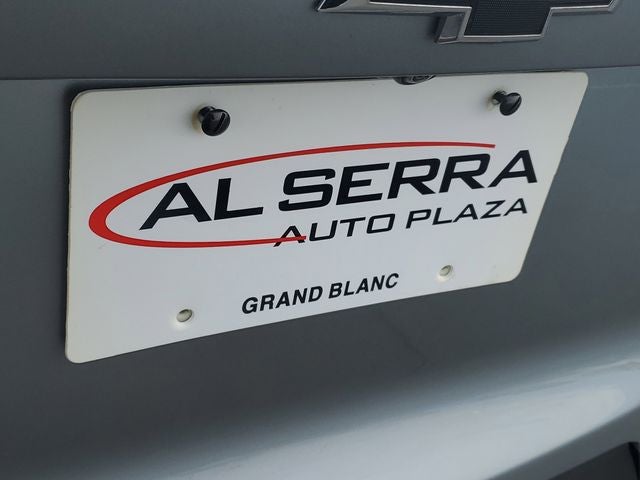 AL SERRA
AUTO PLAZA
GRAND BLANC